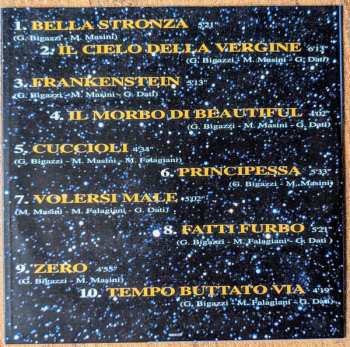 1. BELLA STRONZA 5'21"
(G. Bigazzi - M. Masini)
2. IL CIELO DELLA VERGINE 6'13"
(G. Bigazzi - M. Masini - G. Dati)
3. FRANKENSTEIN 5'13"
(G. Bigazzi - M. Masini - G. Dati)
4. IL MORBO DI BEAUTIFUL 4'02"
(G. Bigazzi - M. Masini - G. Dati)
5. CUCCIOLI 4'34"
(G. Bigazzi - M. Masini - M. Falagiani)
6. PRINCIPESSA 5'33"
(G. Bigazzi - M. Masini)
7. VOLERSI MALE 5'02"
(M. Masini - M. Falagiani - G. Dati)
8. FATTI FURBO 5'21"
(G. Bigazzi - M. Falagiani - G. Dati)
9. ZERO 4'55"
(G. Bigazzi - M. Masini)
10. TEMPO BUTTATO VIA 4'19"
(G. Bigazzi - M. Falagiani - G. Dati)